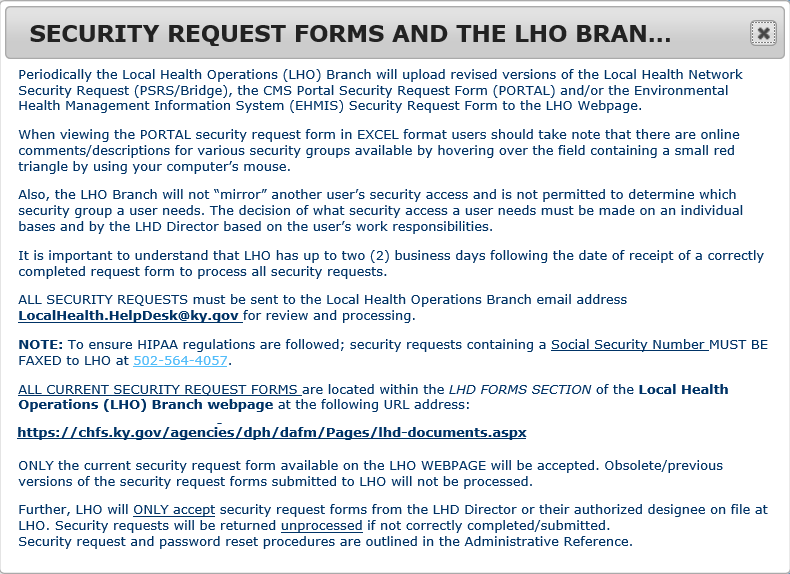 SECURITY REQUEST FORMS AND THE LHO BRAN...
Periodically the Local Health Operations (LHO) Branch will upload revised versions of the Local Health Network
Security Request (PSRS/Bridge), the CMS Portal Security Request Form (PORTAL) and/or the Environmental
Health Management Information System (EHMIS) Security Request Form to the LHO Webpage.
When viewing the PORTAL security request form in EXCEL format users should take note that there are online
comments/descriptions for various security groups available by hovering over the field containing a small red
triangle by using your computer’s mouse.
Also, the LHO Branch will not “mirror” another user’s security access and is not permitted to determine which
security group a user needs. The decision of what security access a user needs must be made on an individual
bases and by the LHD Director based on the user’s work responsibilities.
It is important to understand that LHO has up to two (2) business days following the date of receipt of a correctly
completed request form to process all security requests.
ALL SECURITY REQUESTS must be sent to the Local Health Operations Branch email address
LocalHealth.HelpDesk@ky.gov for review and processing.
NOTE: To ensure HIPAA regulations are followed; security requests containing a Social Security Number MUST BE
FAXED to LHO at 502-564-4057.
ALL CURRENT SECURITY REQUEST FORMS are located within the LHD FORMS SECTION of the Local Health
Operations (LHO) Branch webpage at the following URL address:
https://chfs.ky.gov/agencies/dph/dafm/Pages/lhd-documents.aspx
ONLY the current security request form available on the LHO WEBPAGE will be accepted. Obsolete/previous
versions of the security request forms submitted to LHO will not be processed.
Further, LHO will ONLY accept security request forms from the LHD Director or their authorized designee on file at
LHO. Security requests will be returned unprocessed if not correctly completed/submitted.
Security request and password reset procedures are outlined in the Administrative Reference.